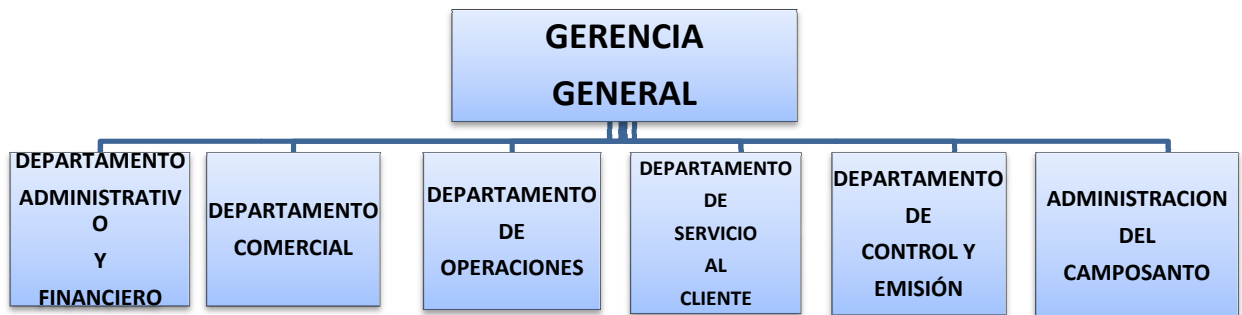 GERENCIA
GENERAL
DEPARTAMENTO
ADMINISTRATIV
O
Y
FINANCIERO
DEPARTAMENTO
COMERCIAL
DEPARTAMENTO
DE
OPERACIONES
DEPARTAMENTO
DE
SERVICIO
AL
CLIENTE
DEPARTAMENTO
DE
CONTROL Y
EMISIÓN
ADMINISTRACION
DEL
CAMPOSANTO